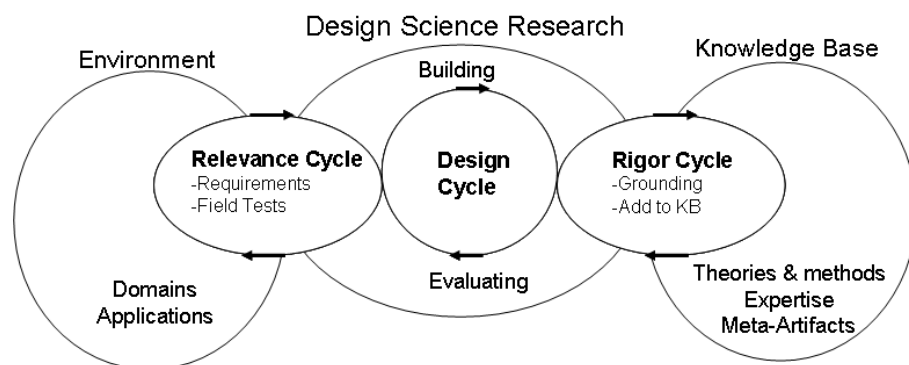 Design Science Research
Environment
Knowledge Base
Building
Relevance Cycle
-Requirements
-Field Tests
Design
Cycle
Rigor Cycle
-Grounding
-Add to KB
Evaluating
Domains
Applications
Theories & methods
Expertise
Meta-Artifacts